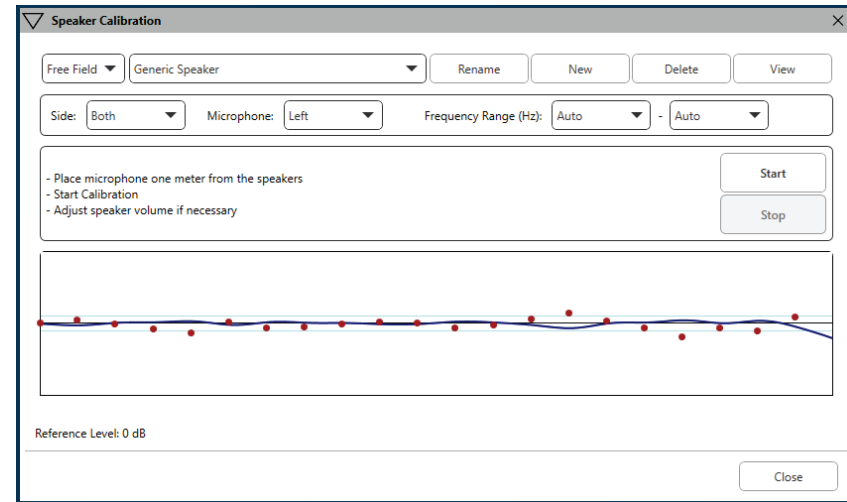 Speaker Calibration
Free Field Generic Speaker Rename New Delete View
Side: Both Microphone: Left Frequency Range (Hz): Auto - Auto
- Place microphone one meter from the speakers
- Start Calibration
- Adjust speaker volume if necessary
Start
Stop
Reference Level: 0 dB
Close